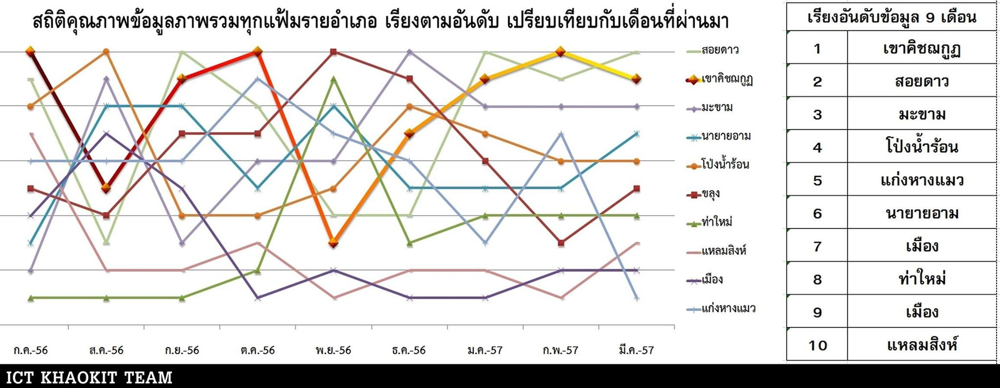 สถิติคุณภาพข้อมูลภาพรวมทุกแฟ้มรายอำเภอ เรียงตามอันดับ เปรียบเทียบกับเดือนที่ผ่านมา
สอยดาว
เขาคิชฌกูฏ
มะขาม
นายายอาม
โป่งน้ำร้อน
ขลุง
ท่าใหม่
แหลมสิงห์
เมือง
แก่งหางแมว
ก.ค.-56 ส.ค.-56 ก.ย.-56 ต.ค.-56 พ.ย.-56 ธ.ค.-56 ม.ค.-57 ก.พ.-57 มี.ค.-57
เรียงอันดับข้อมูล 9 เดือน
1 เขาคิชฌกูฏ
2 สอยดาว
3 มะขาม
4 โป่งน้ำร้อน
5 แก่งหางแมว
6 นายายอาม
7 เมือง
8 ท่าใหม่
9 เมือง
10 แหลมสิงห์
ICT KHAOKIT TEAM